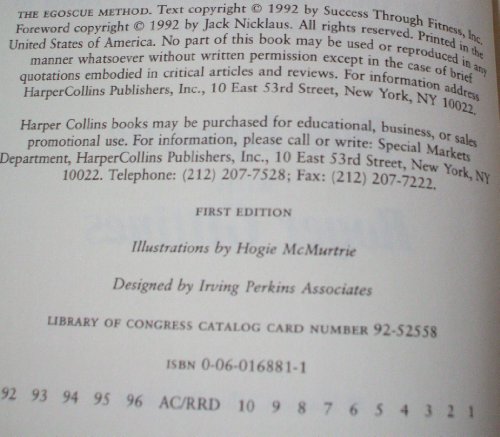 THE EGOSCUE METHOD. Text copyright © 1992 by Success Through Fitness, Inc.
Foreword copyright © 1992 by Jack Nicklaus. All rights reserved. Printed in the
United States of America. No part of this book may be used or reproduced in any
manner whatsoever without written permission except in the case of brief
quotations embodied in critical articles and reviews. For information address
HarperCollins Publishers, Inc., 10 East 53rd Street, New York, NY 10022.
Harper Collins books may be purchased for educational, business, or sales
promotional use. For information, please call or write: Special Markets
Department, HarperCollins Publishers, Inc., 10 East 53rd Street, New York, NY
10022. Telephone: (212) 207-7528; Fax: (212) 207-7222.
FIRST EDITION
Illustrations by Hogie McMurtrie
Designed by Irving Perkins Associates
LIBRARY OF CONGRESS CATALOG CARD NUMBER 92-52558
ISBN 0-06-016881-1
92 93 94 95 96 AC/RRD 10 9 8 7 6 5 4 3 2 1